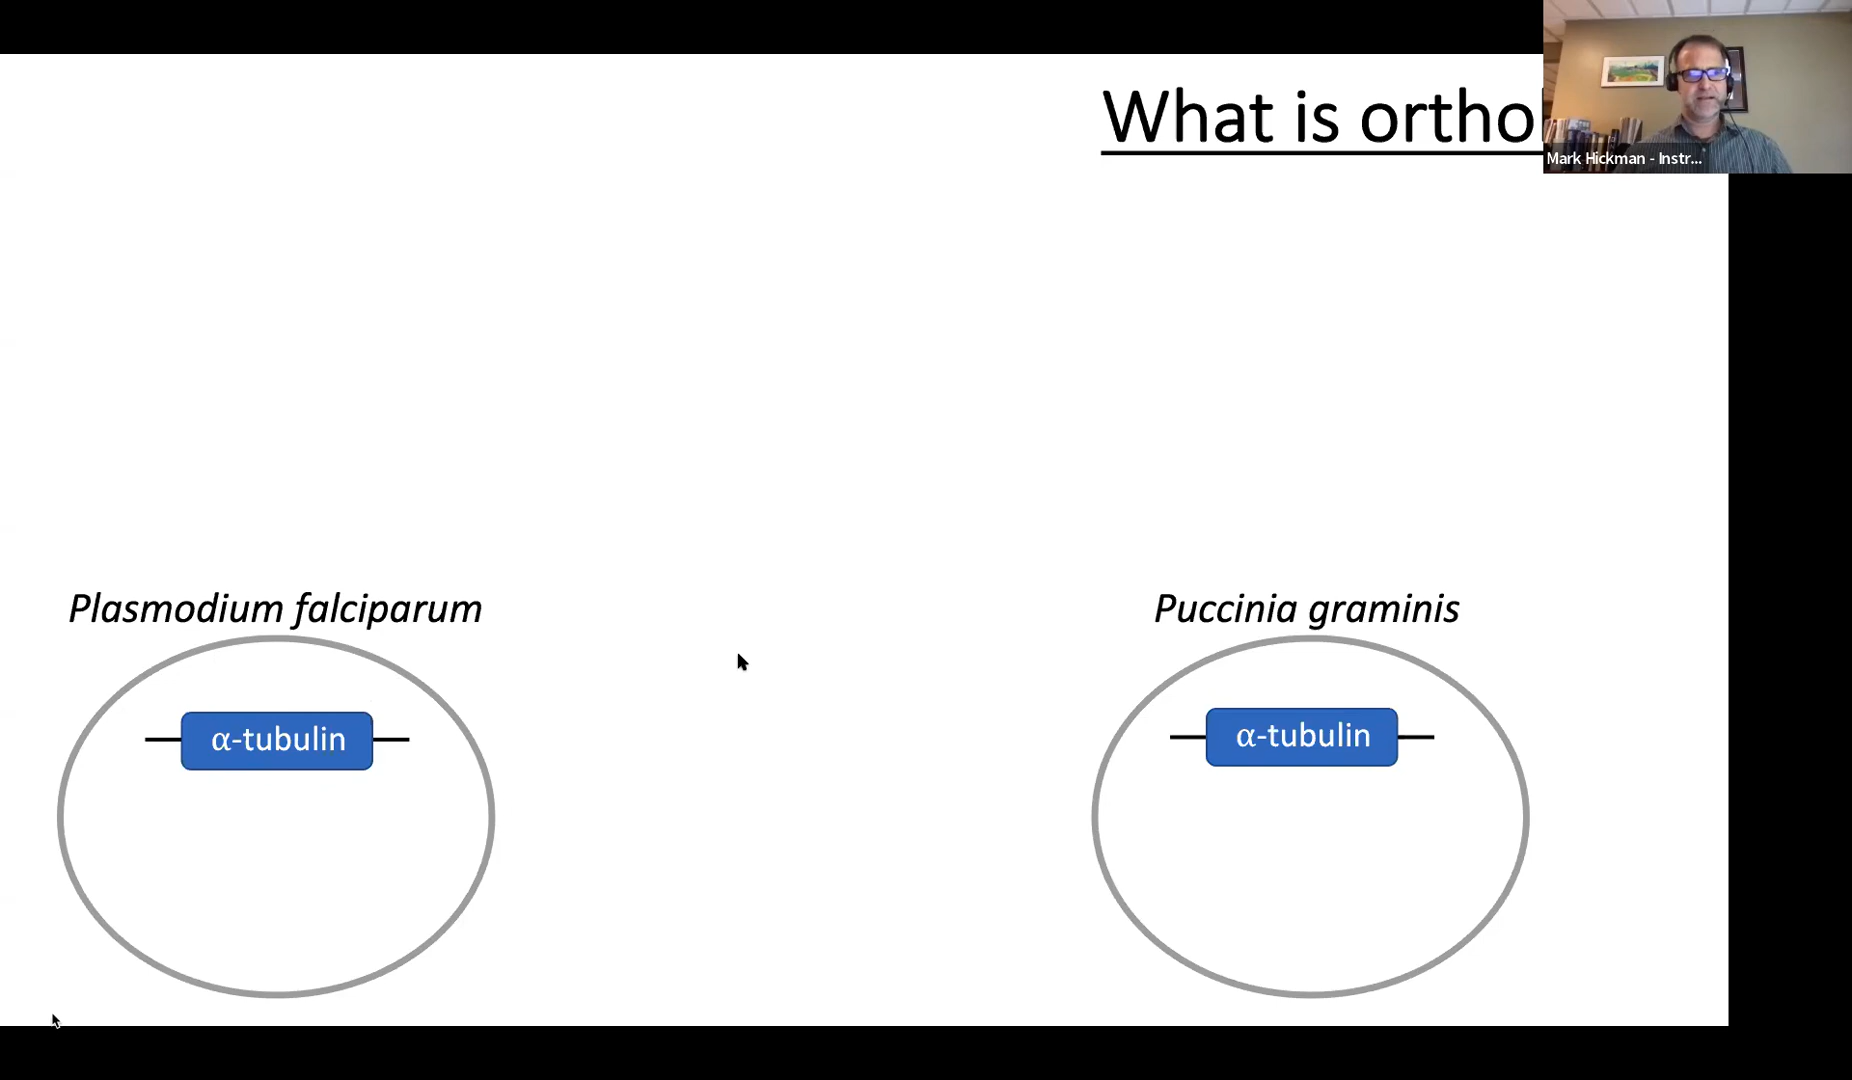 What is ortho
Mark Hickman - Instr...
Plasmodium falciparum
Puccinia graminis
α-tubulin
α-tubulin